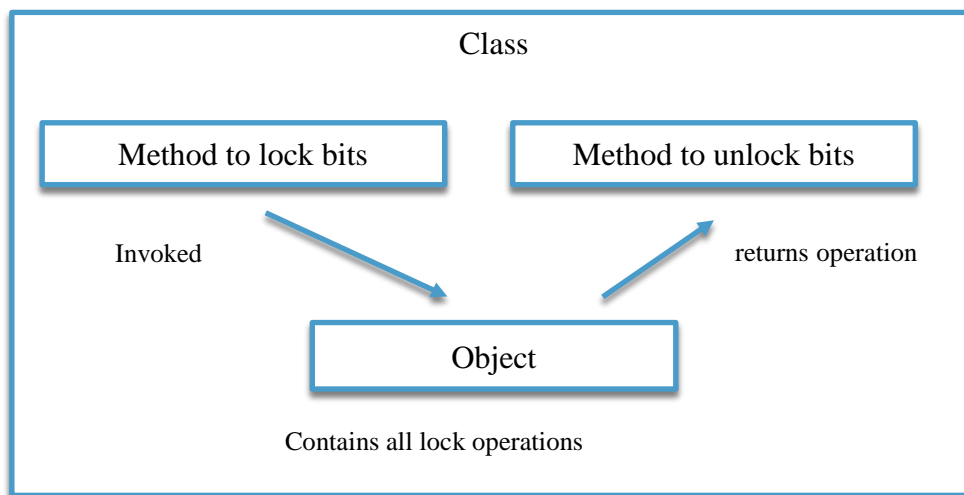 Class
Method to lock bits
Method to unlock bits
Invoked
returns operation
Object
Contains all lock operations